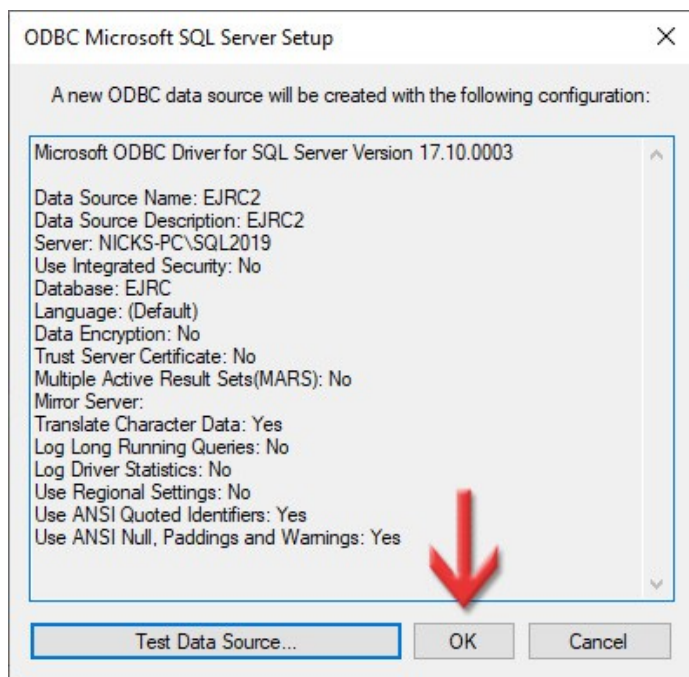 ODBC Microsoft SQL Server Setup
A new ODBC data source will be created with the following configuration:
Microsoft ODBC Driver for SQL Server Version 17.10.0003
Data Source Name: EJRC2
Data Source Description: EJRC2
Server: NICKS-PC\SQL2019
Use Integrated Security: No
Database: EJRC
Language: (Default)
Data Encryption: No
Trust Server Certificate: No
Multiple Active Result Sets(MARS): No
Mirror Server:
Translate Character Data: Yes
Log Long Running Queries: No
Log Driver Statistics: No
Use Regional Settings: No
Use ANSI Quoted Identifiers: Yes
Use ANSI Null, Paddings and Warnings: Yes
Test Data Source... OK Cancel